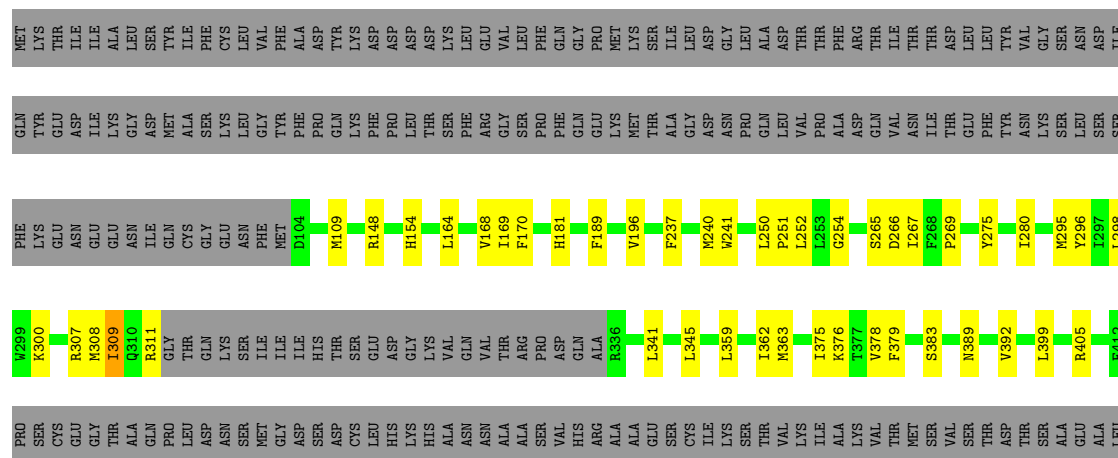 MET LYS THR ILE ILE ALA LEU SER TYR ILE PHE CYS LEU VAL PHE ALA ASP TYR LYS ASP ASP ASP ASP LYS LEU GLU VAL LEU PHE GLN GLY PRO MET LYS SER ILE LEU ASP GLY LEU ALA ASP THR THR PHE ARG THR ILE THR THR ASP LEU LEU TYR VAL GLY SER ASN ASP ILE
GLN TYR GLU ASP ILE LYS GLY ASP MET ALA SER LYS LEU GLY TYR PHE PRO GLN LYS PHE PRO LEU THR SER PHE ARG GLY SER PRO PHE GLN GLU LYS MET THR ALA GLY ASP ASN PRO GLN LEU VAL PRO ALA ASP GLN VAL ASN ILE THR GLU PHE TYR ASN LYS SER LEU SER SER
PHE LYS GLU ASN GLU GLU ASN ILE GLN CYS GLY GLU ASN PHE MET D104 M109 R148 H154 L164 V168 I169 F170 H181 F189 V196 F237 M240 W241 L250 P251 L252 L253 G254 S265 D266 I267 F268 P269 Y275 I280 M295 Y296 I297 L298
W299 K300 R307 M308 I309 Q310 R311 GLY THR GLN LYS SER ILE ILE ILE HIS THR SER GLU ASP GLY LYS VAL GLN VAL THR ARG PRO ASP GLN ALA R336 L341 L345 L359 I362 M363 I375 K376 T377 V378 F379 S383 N389 V392 L399 R405 F412
PRO SER CYS GLU GLY THR ALA GLN PRO LEU ASP ASN SER MET GLY ASP SER ASP CYS LEU HIS LYS HIS ALA ASN ASN ALA ALA SER VAL HIS ARG ALA ALA GLU SER CYS ILE LYS SER THR VAL LYS ILE ALA LYS VAL THR MET SER VAL SER THR ASP THR SER ALA GLU ALA LEU